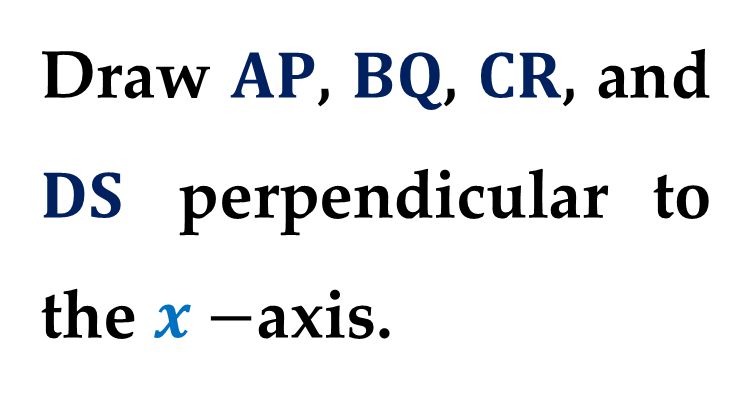 Draw AP, BQ, CR, and
DS perpendicular to
the x −axis.